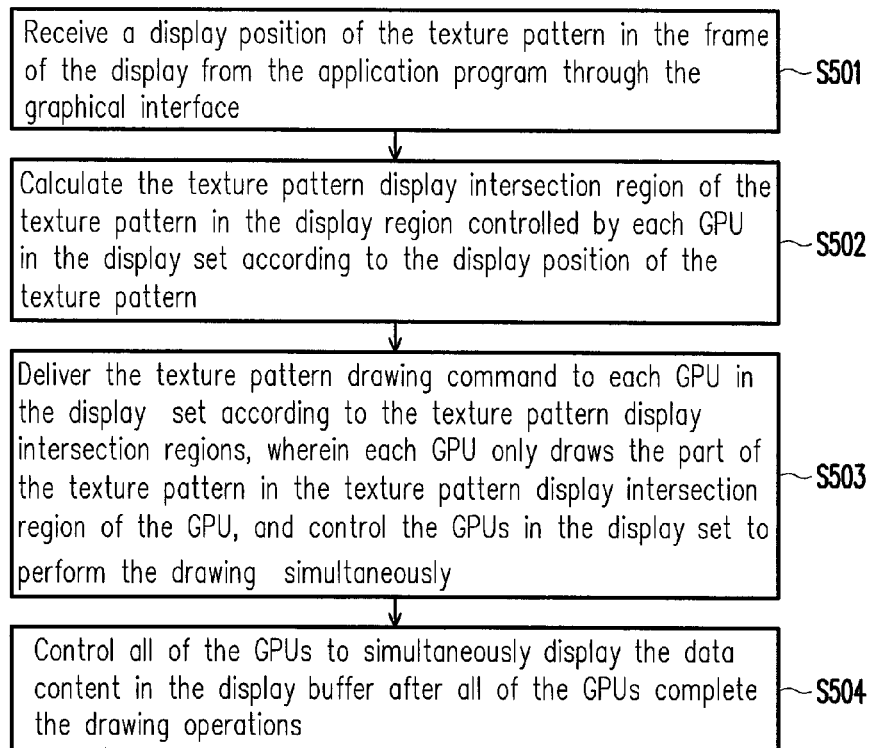 Receive a display position of the texture pattern in the frame
of the display from the application program through the
graphical interface
S501
Calculate the texture pattern display intersection region of the
texture pattern in the display region controlled by each GPU
in the display set according to the display position of the
texture pattern
S502
Deliver the texture pattern drawing command to each GPU in
the display set according to the texture pattern display
intersection regions, wherein each GPU only draws the part of
the texture pattern in the texture pattern display intersection
region of the GPU, and control the GPUs in the display set to
perform the drawing simultaneously
S503
Control all of the GPUs to simultaneously display the data
content in the display buffer after all of the GPUs complete
the drawing operations
S504